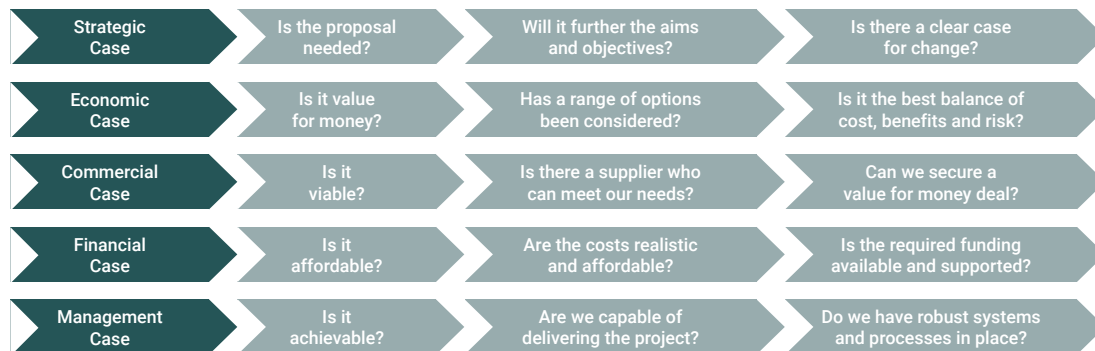 Strategic
Case
Is the proposal
needed?
Will it further the aims
and objectives?
Is there a clear case
for change?
Economic
Case
Is it value
for money?
Has a range of options
been considered?
Is it the best balance of
cost, benefits and risk?
Commercial
Case
Is it
viable?
Is there a supplier who
can meet our needs?
Can we secure a
value for money deal?
Financial
Case
Is it
affordable?
Are the costs realistic
and affordable?
Is the required funding
available and supported?
Management
Case
Is it
achievable?
Are we capable of
delivering the project?
Do we have robust systems
and processes in place?